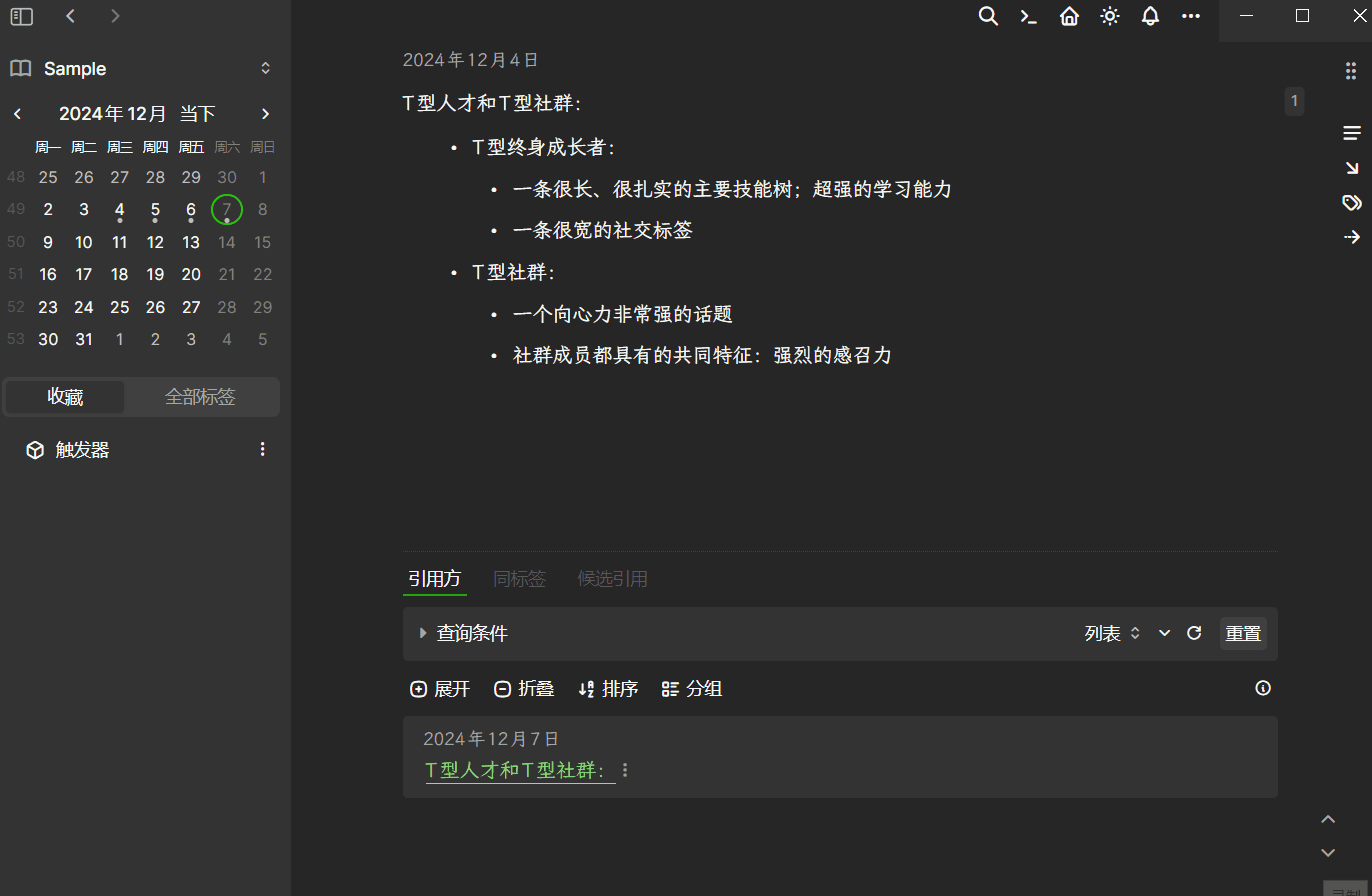 Sample
2024年12月 当下
周一 周二 周三 周四 周五 周六 周日
48 25 26 27 28 29 30 1
49 2 3 4 5 6 7 8
50 9 10 11 12 13 14 15
51 16 17 18 19 20 21 22
52 23 24 25 26 27 28 29
53 30 31 1 2 3 4 5
收藏 全部标签
触发器
2024年12月4日
T型人才和T型社群： 1
• T型终身成长者：
• 一条很长、很扎实的主要技能树；超强的学习能力
• 一条很宽的社交标签
• T型社群：
• 一个向心力非常强的话题
• 社群成员都具有的共同特征：强烈的感召力
引用方 同标签 候选引用
查询条件 列表 重置
展开 折叠 排序 分组
2024年12月7日
T型人才和T型社群：